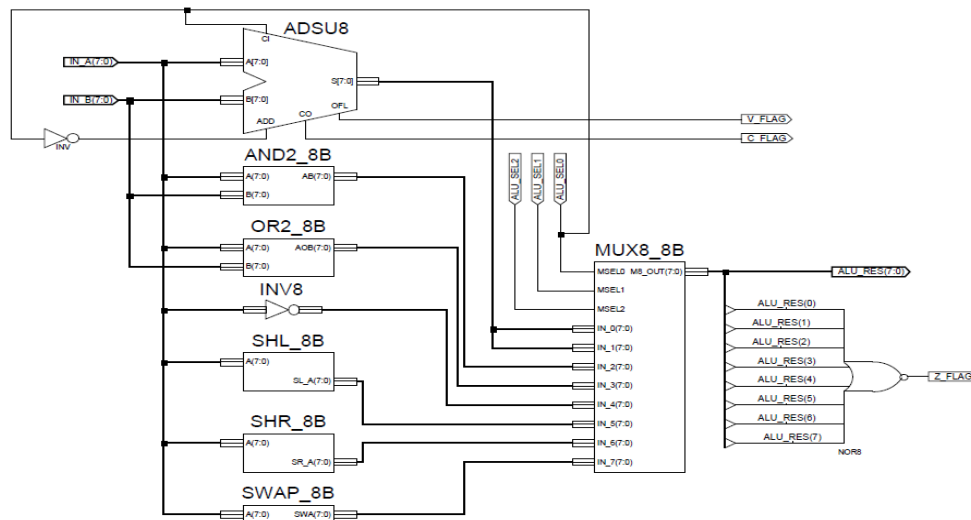 ADSU8
CI
IN_A(7:0)
A[7:0]
S[7:0]
IN_B(7:0)
B[7:0]
OFL
CO
ADD
V_FLAG
C_FLAG
INV
AND2_8B
A(7:0)
AB(7:0)
B(7:0)
ALU_SEL2
ALU_SEL1
ALU_SEL0
OR2_8B
A(7:0)
AOB(7:0)
B(7:0)
INV8
SHL_8B
A(7:0)
SL_A(7:0)
SHR_8B
A(7:0)
SR_A(7:0)
SWAP_8B
A(7:0)
SWA(7:0)
MUX8_8B
MSEL0
M8_OUT(7:0)
MSEL1
MSEL2
IN_0(7:0)
IN_1(7:0)
IN_2(7:0)
IN_3(7:0)
IN_4(7:0)
IN_5(7:0)
IN_6(7:0)
IN_7(7:0)
ALU_RES(7:0)
ALU_RES(0)
ALU_RES(1)
ALU_RES(2)
ALU_RES(3)
ALU_RES(4)
ALU_RES(5)
ALU_RES(6)
ALU_RES(7)
Z_FLAG
NOR8